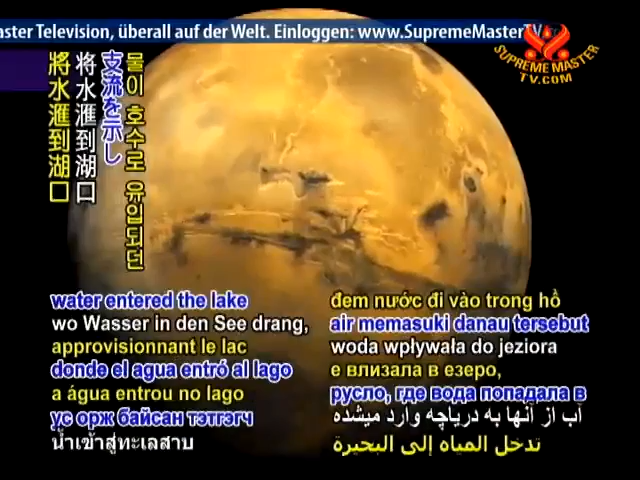 aster Television, überall auf der Welt. Einloggen: www.SupremeMasterTV
SUPREME MASTER
TV.COM
물이 호수로 유입되던
支流を示し
将水滙到湖口
將水滙到湖口
water entered the lake
wo Wasser in den See drang,
approvisionnant le lac
donde el agua entró al lago
a água entrou no lago
ус орж байсан тэтгэгч
น้ำเข้าสู่ทะเลสาบ
đem nước đi vào trong hồ
air memasuki danau tersebut
woda wpływała do jeziora
е влизала в езеро,
русло, где вода попадала в
آب از آنها به دریاچه وارد میشده
تدخل المياه إلى البحيرة